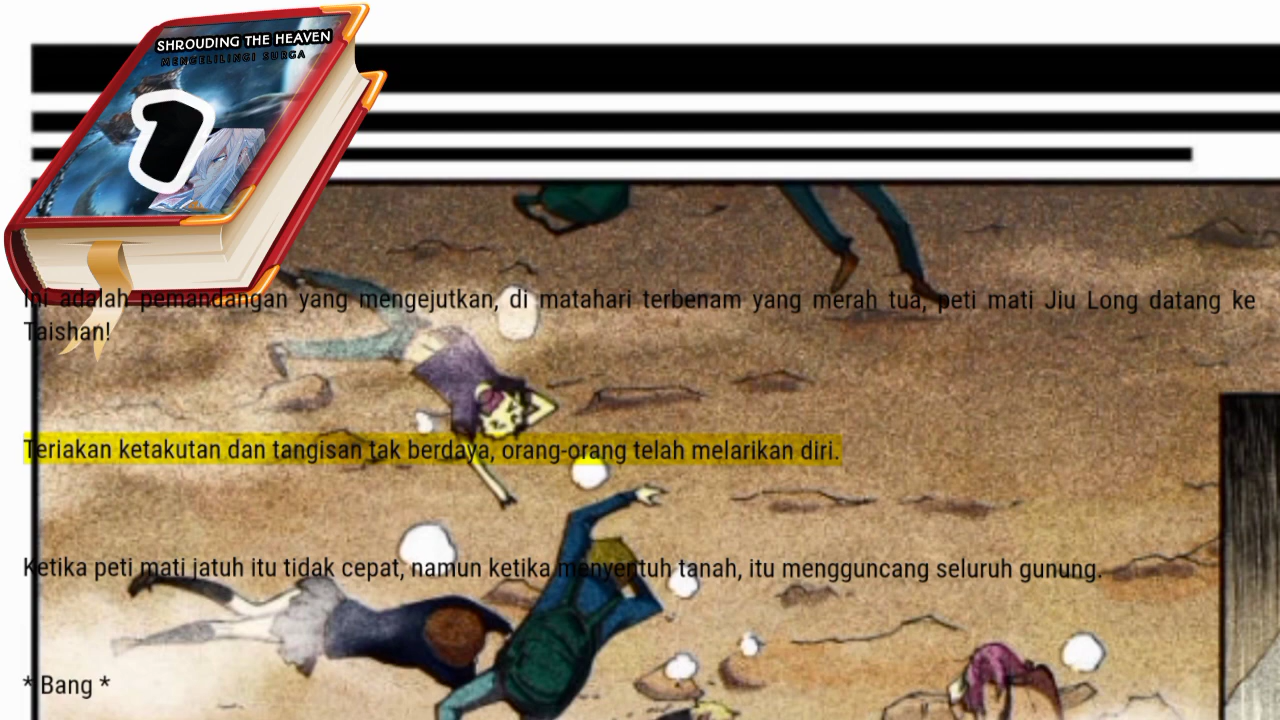 SHROUDING THE HEAVEN
MENGELILINGI SURGA
1
Ini adalah pemandangan yang mengejutkan, di matahari terbenam yang merah tua, peti mati Jiu Long datang ke
Taishan!
Teriakan ketakutan dan tangisan tak berdaya, orang-orang telah melarikan diri.
Ketika peti mati jatuh itu tidak cepat, namun ketika menyentuh tanah, itu mengguncang seluruh gunung.
* Bang *